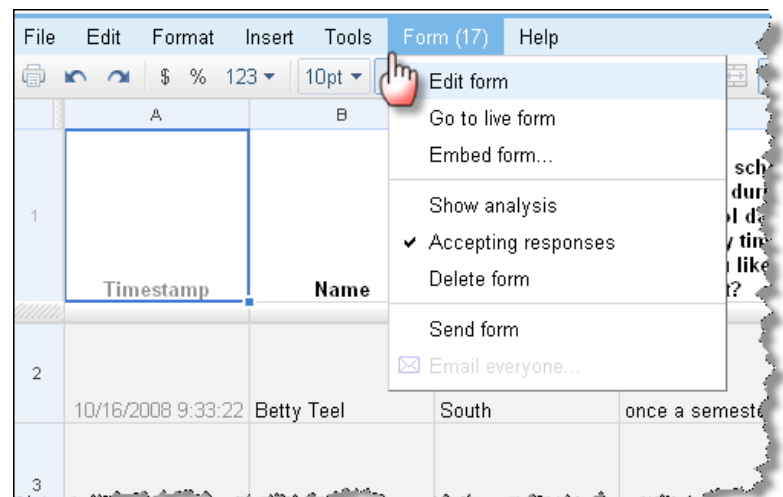 File Edit Format Insert Tools Form (17) Help
$ % 123 10pt
A B
Edit form
Go to live form
Embed form...
Show analysis
Accepting responses
Delete form
Send form
Email everyone...
1 Timestamp Name
2 10/16/2008 9:33:22 Betty Teel South once a
3